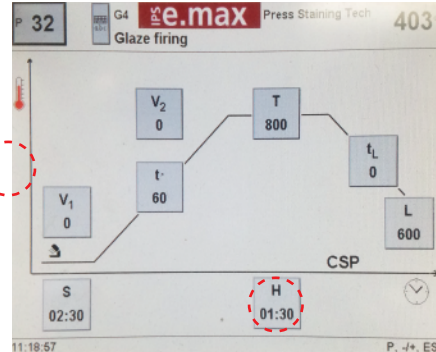 P 32
G4 IPS e.max Press Staining Tech 403
Glaze firing
V2
0
T
800
t
60
tL
0
V1
0
L
600
CSP
S
02:30
H
01:30
11:18:57 P, -/+, ES